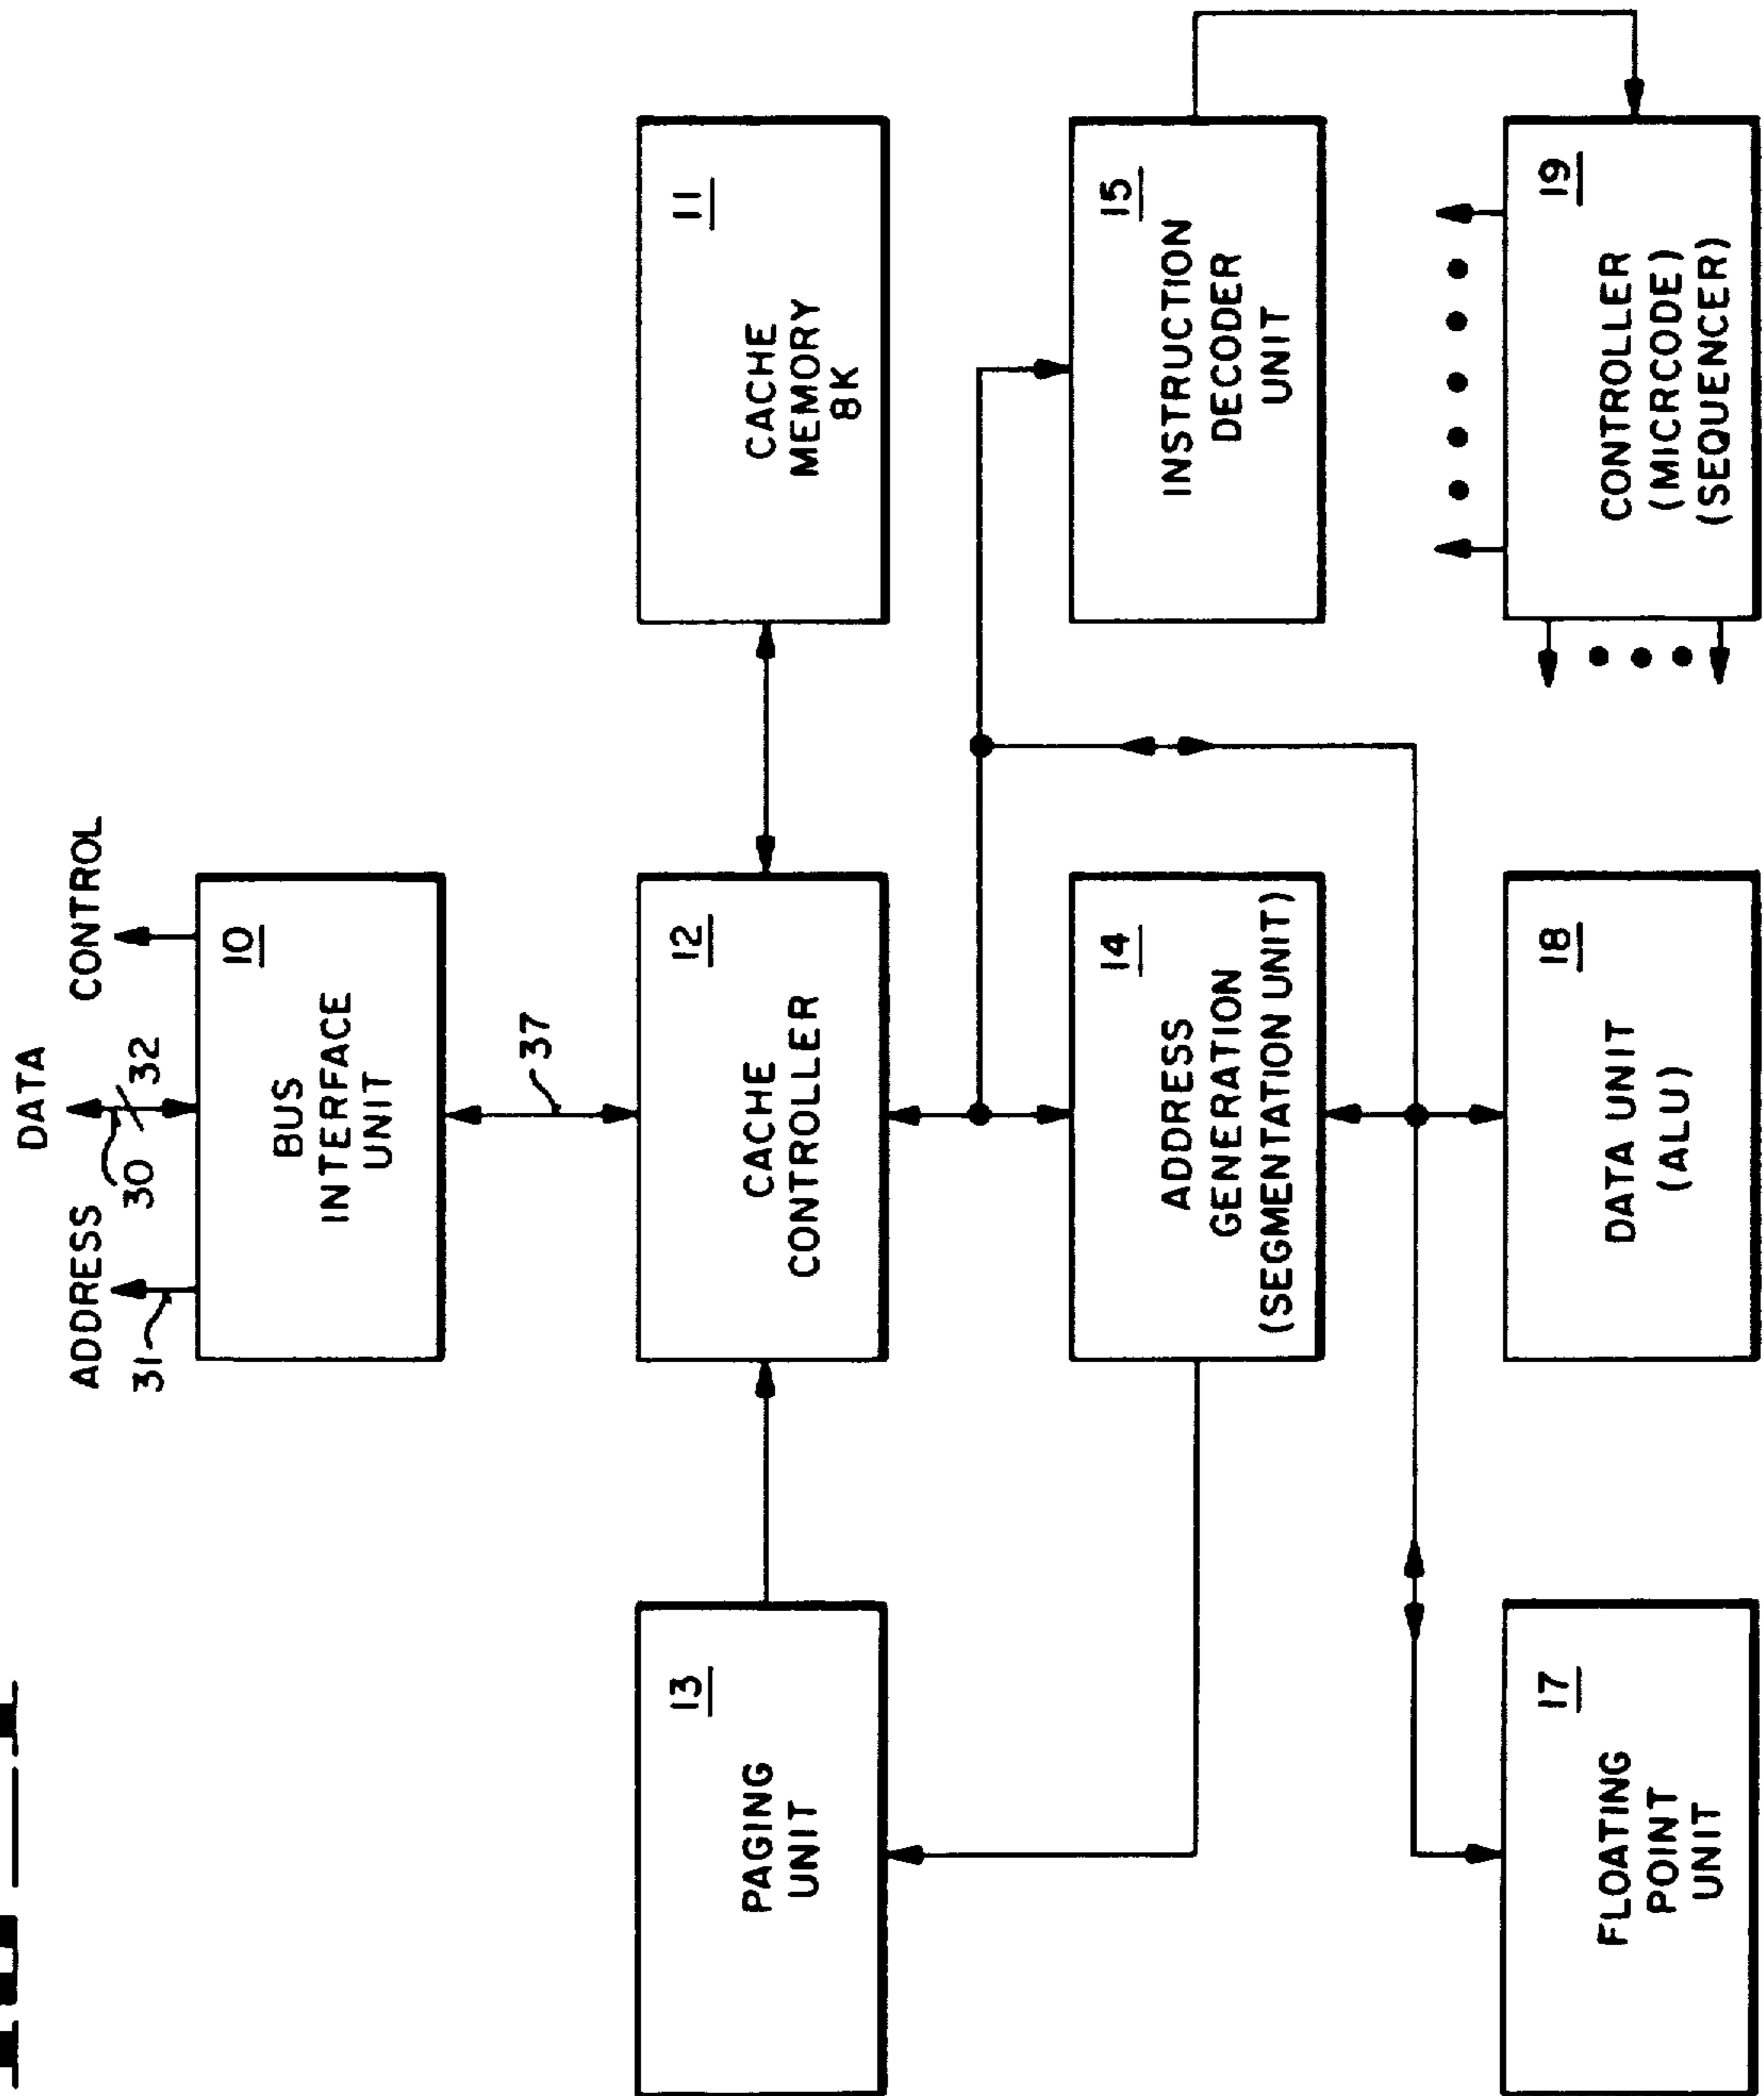 DATA
ADDRESS
CONTROL
31
30
32
10
BUS
INTERFACE
UNIT
37
13
PAGING
UNIT
12
CACHE
CONTROLLER
11
CACHE
MEMORY
8K
14
ADDRESS
GENERATION
(SEGMENTATION UNIT)
15
INSTRUCTION
DECODER
UNIT
17
FLOATING
POINT
UNIT
18
DATA UNIT
(ALU)
19
CONTROLLER
(MICRCODE)
(SEQUENCER)